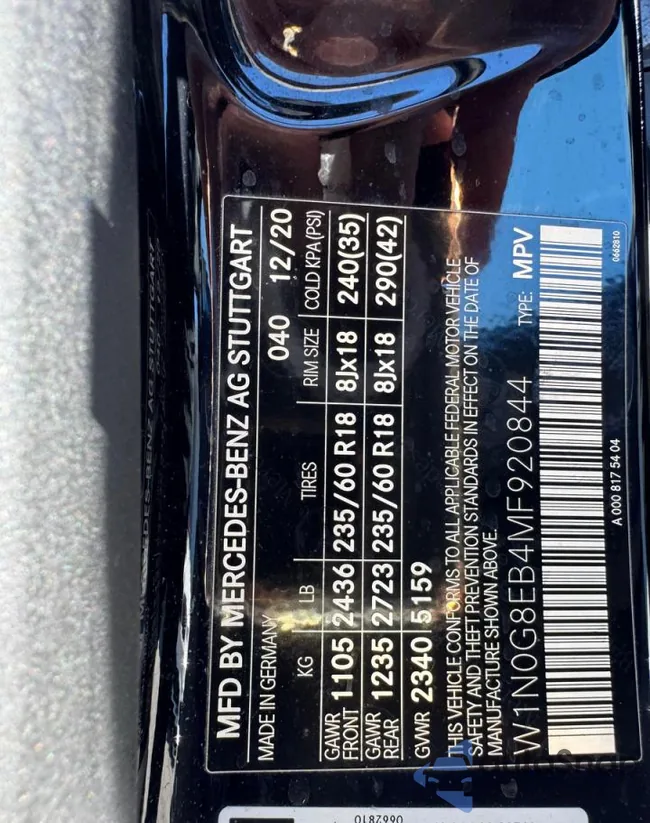 MFD BY MERCEDES-BENZ AG STUTTGART
MADE IN GERMANY 040 12/20
KG LB TIRES RIM SIZE COLD KPA(PSI)
GAWR FRONT 1105 2436 235/60 R18 8Jx18 240(35)
GAWR REAR 1235 2723 235/60 R18 8Jx18 290(42)
GVWR 2340 5159
THIS VEHICLE CONFORMS TO ALL APPLICABLE FEDERAL MOTOR VEHICLE
SAFETY AND THEFT PREVENTION STANDARDS IN EFFECT ON THE DATE OF
MANUFACTURE SHOWN ABOVE.
W1N0G8EB4MF920844 TYPE: MPV
A 000 817 54 04 0662810
0662810